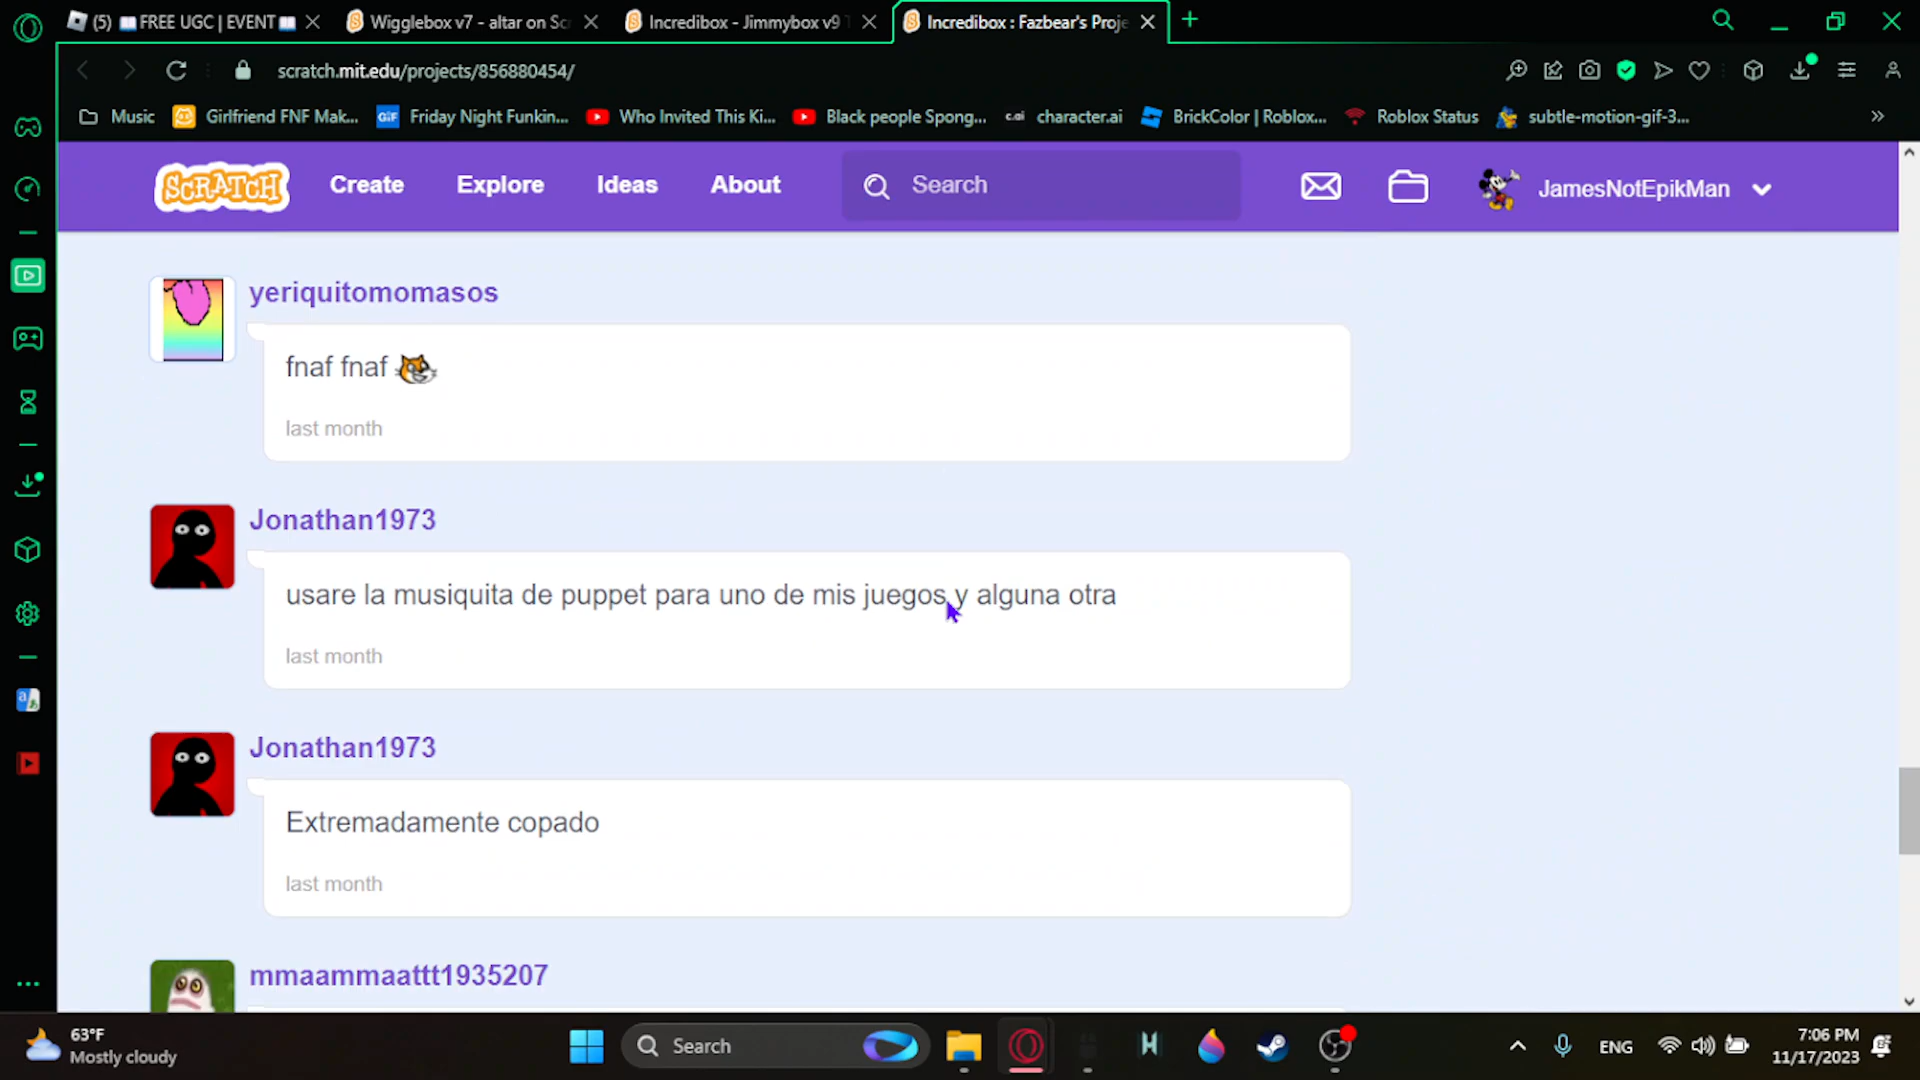 (5) 📖FREE UGC | EVENT📖
Wigglebox v7 - altar on Sc
Incredibox - Jimmybox v9 T
Incredibox : Fazbear's Proje
scratch.mit.edu/projects/856880454/
Music
Girlfriend FNF Mak...
GIF
Friday Night Funkin...
Who Invited This Ki...
Black people Spong...
c.ai
character.ai
BrickColor | Roblox...
Roblox Status
subtle-motion-gif-3...
»
SCRATCH
Create
Explore
Ideas
About
Search
JamesNotEpikMan
yeriquitomomasos
fnaf fnaf
last month
Jonathan1973
usare la musiquita de puppet para uno de mis juegos y alguna otra
last month
Jonathan1973
Extremadamente copado
last month
mmaammaattt1935207
63°F
Mostly cloudy
Search
ENG
7:06 PM
11/17/2023